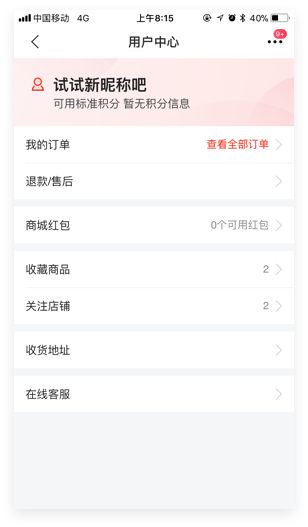 中国移动 4G 上午8:15 40%
用户中心 9+
试试新昵称吧
可用标准积分 暂无积分信息
我的订单 查看全部订单
退款/售后
商城红包 0个可用红包
收藏商品 2
关注店铺 2
收货地址
在线客服